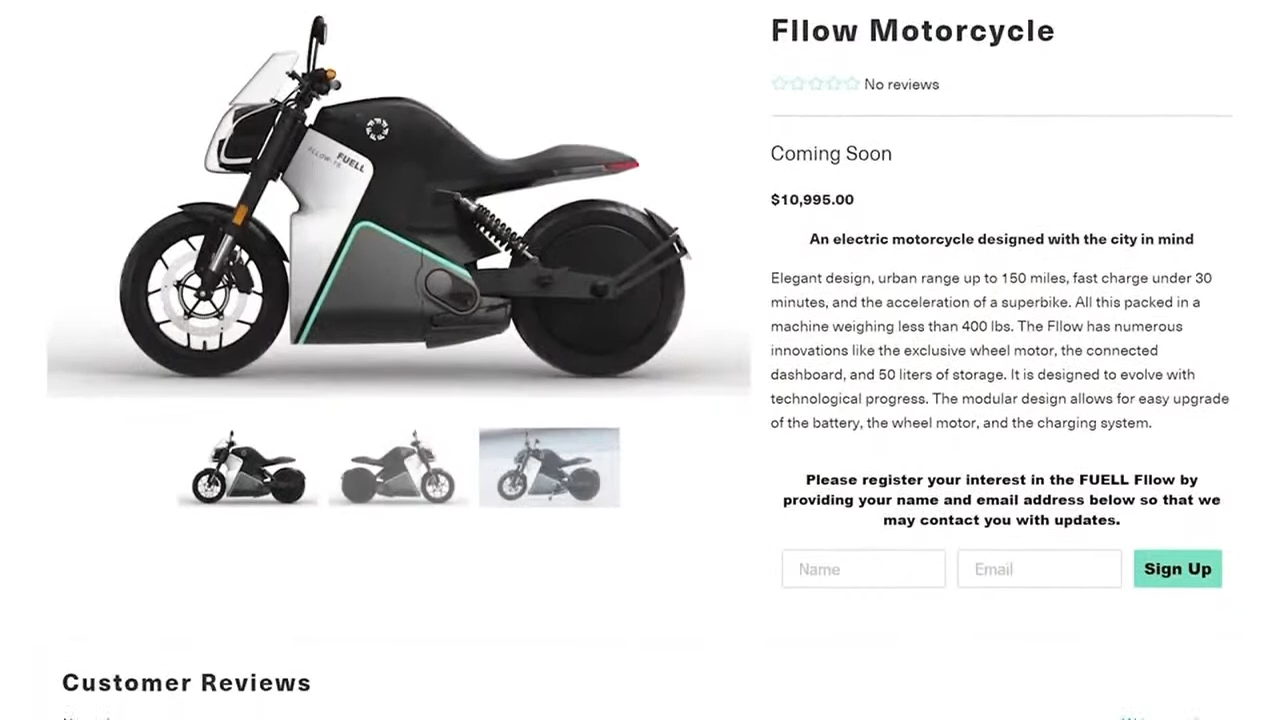 Fllow Motorcycle
No reviews
Coming Soon
$10,995.00
An electric motorcycle designed with the city in mind
Elegant design, urban range up to 150 miles, fast charge under 30
minutes, and the acceleration of a superbike. All this packed in a
machine weighing less than 400 lbs. The Fllow has numerous
innovations like the exclusive wheel motor, the connected
dashboard, and 50 liters of storage. It is designed to evolve with
technological progress. The modular design allows for easy upgrade
of the battery, the wheel motor, and the charging system.
Please register your interest in the FUELL Fllow by
providing your name and email address below so that we
may contact you with updates.
Name
Email
Sign Up
FUELL
Customer Reviews